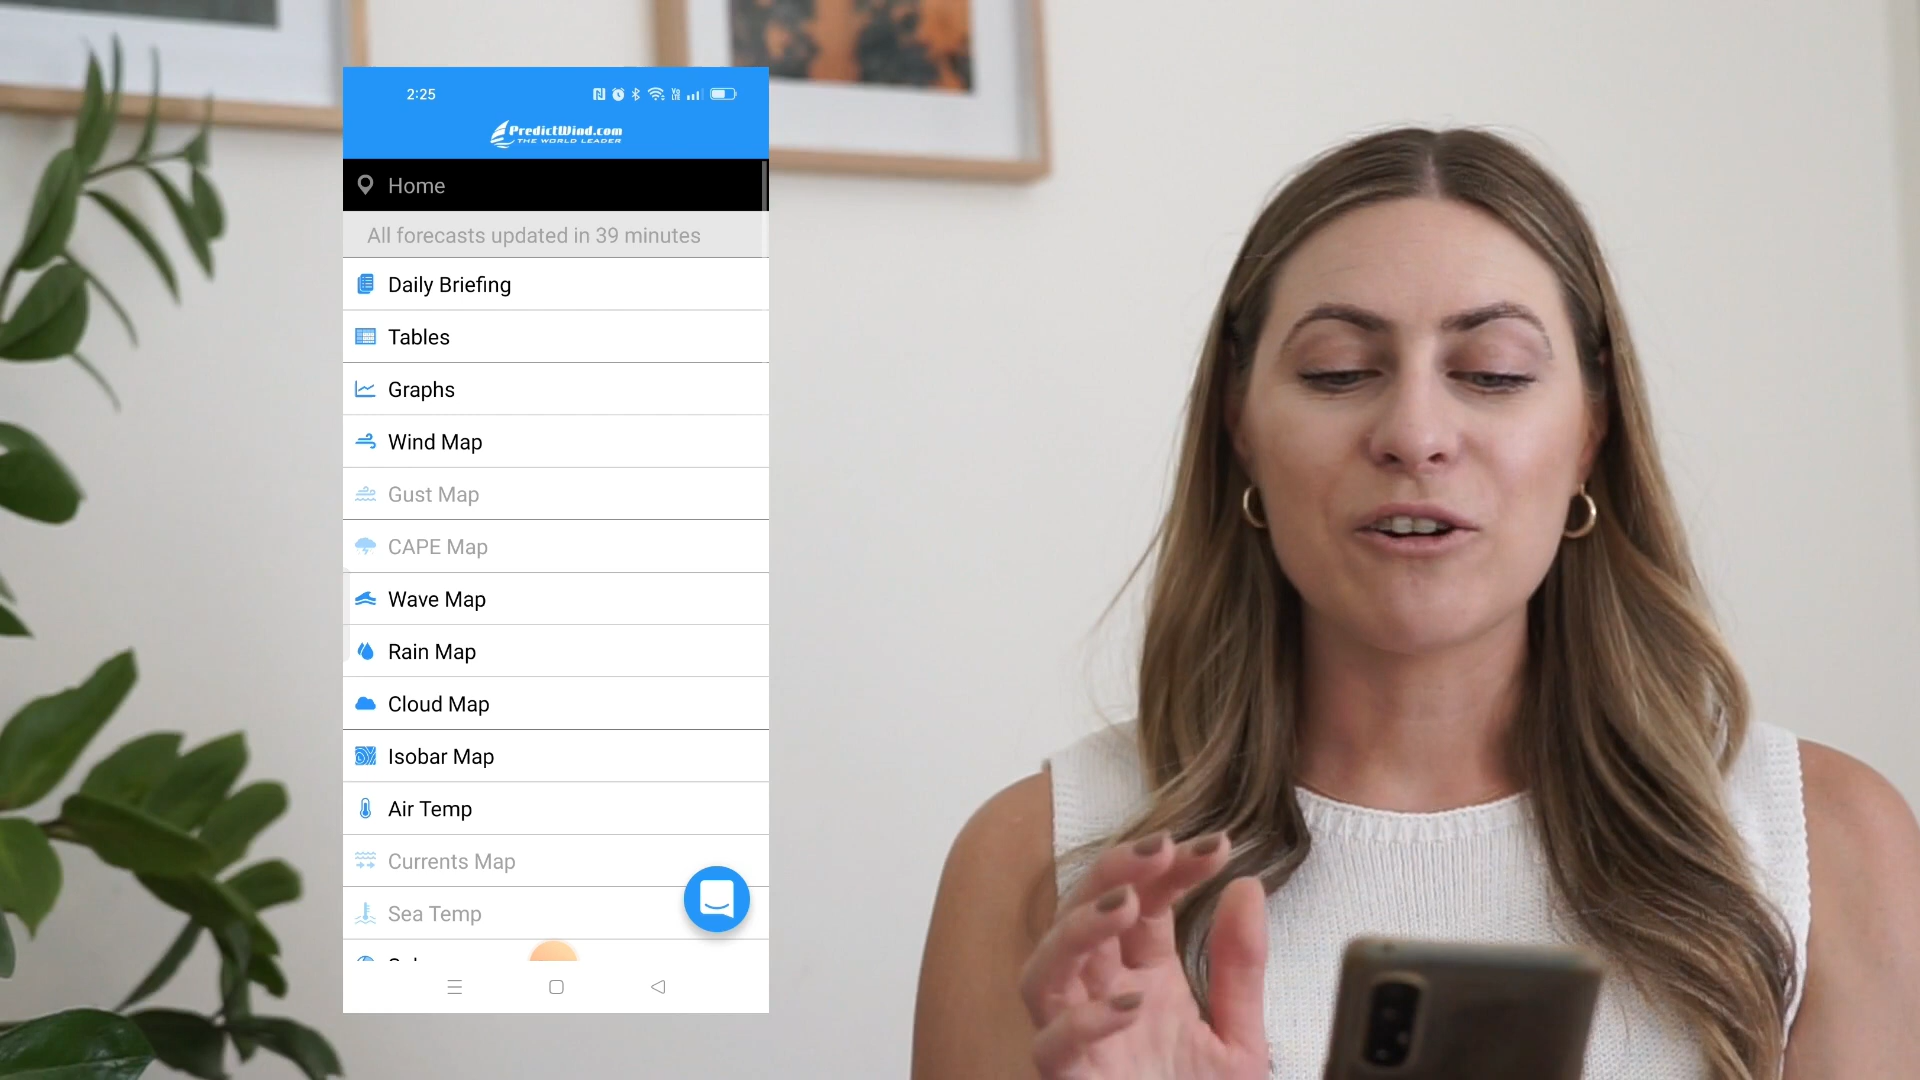 2:25
PredictWind.com
THE WORLD LEADER
Home
All forecasts updated in 39 minutes
Daily Briefing
Tables
Graphs
Wind Map
Gust Map
CAPE Map
Wave Map
Rain Map
Cloud Map
Isobar Map
Air Temp
Currents Map
Sea Temp